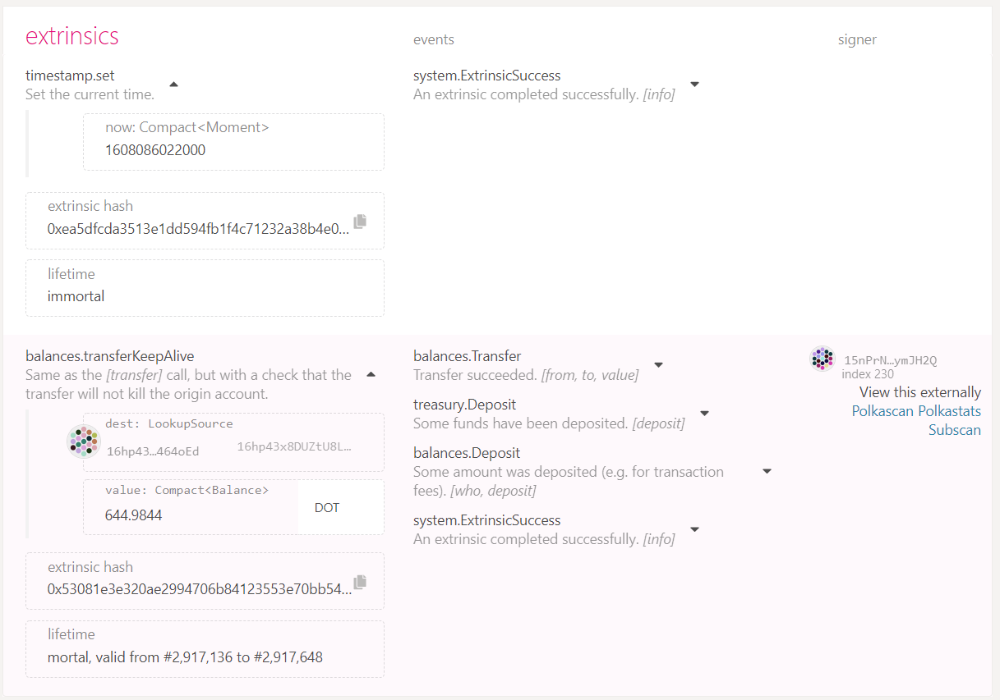 extrinsics
events
signer
timestamp.set
Set the current time.
system.ExtrinsicSuccess
An extrinsic completed successfully. [info]
now: Compact<Moment>
1608086022000
extrinsic hash
0xea5dfcda3513e1dd594fb1f4c71232a38b4e0...
lifetime
immortal
balances.transferKeepAlive
Same as the [transfer] call, but with a check that the
transfer will not kill the origin account.
dest: LookupSource
16hp43…464oEd
16hp43x8DUZtU8L…
value: Compact<Balance>
644.9844
DOT
extrinsic hash
0x53081e3e320ae2994706b84123553e70bb54...
lifetime
mortal, valid from #2,917,136 to #2,917,648
balances.Transfer
Transfer succeeded. [from, to, value]
treasury.Deposit
Some funds have been deposited. [deposit]
balances.Deposit
Some amount was deposited (e.g. for transaction
fees). [who, deposit]
system.ExtrinsicSuccess
An extrinsic completed successfully. [info]
15nPrN…ymJH2Q
index 230
View this externally
Polkascan Polkastats
Subscan